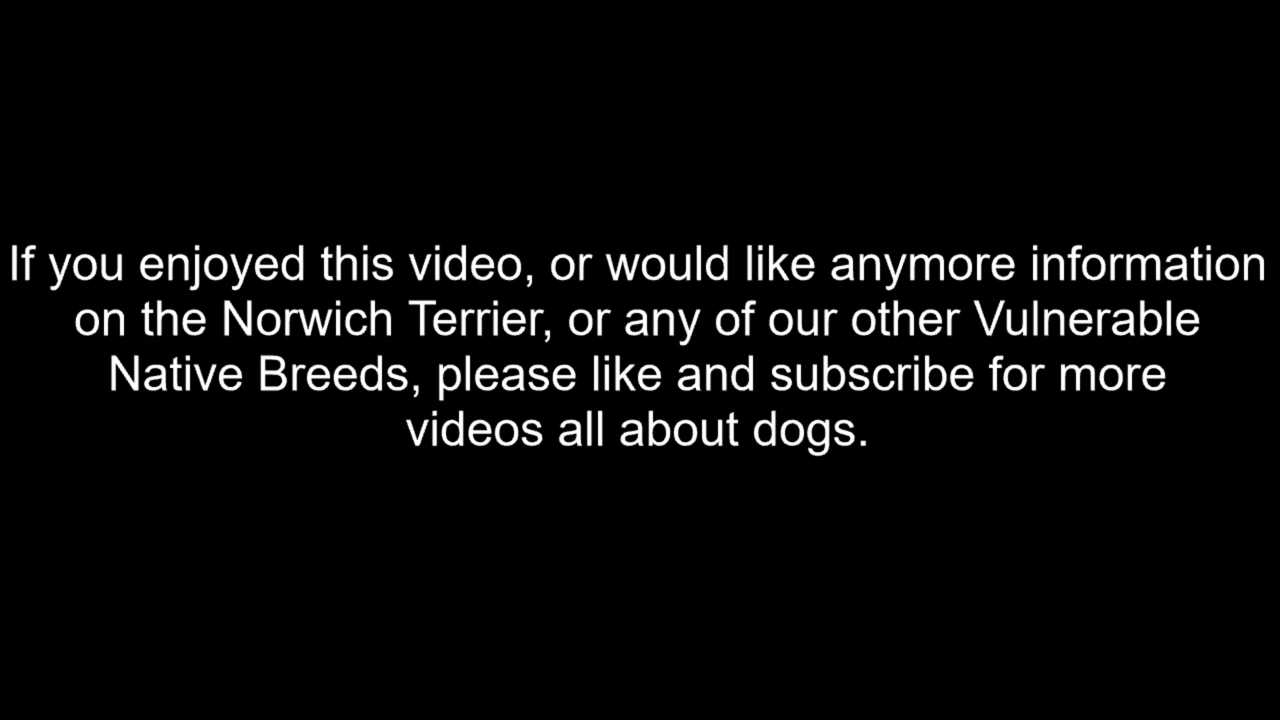 If you enjoyed this video, or would like anymore information
on the Norwich Terrier, or any of our other Vulnerable
Native Breeds, please like and subscribe for more
videos all about dogs.